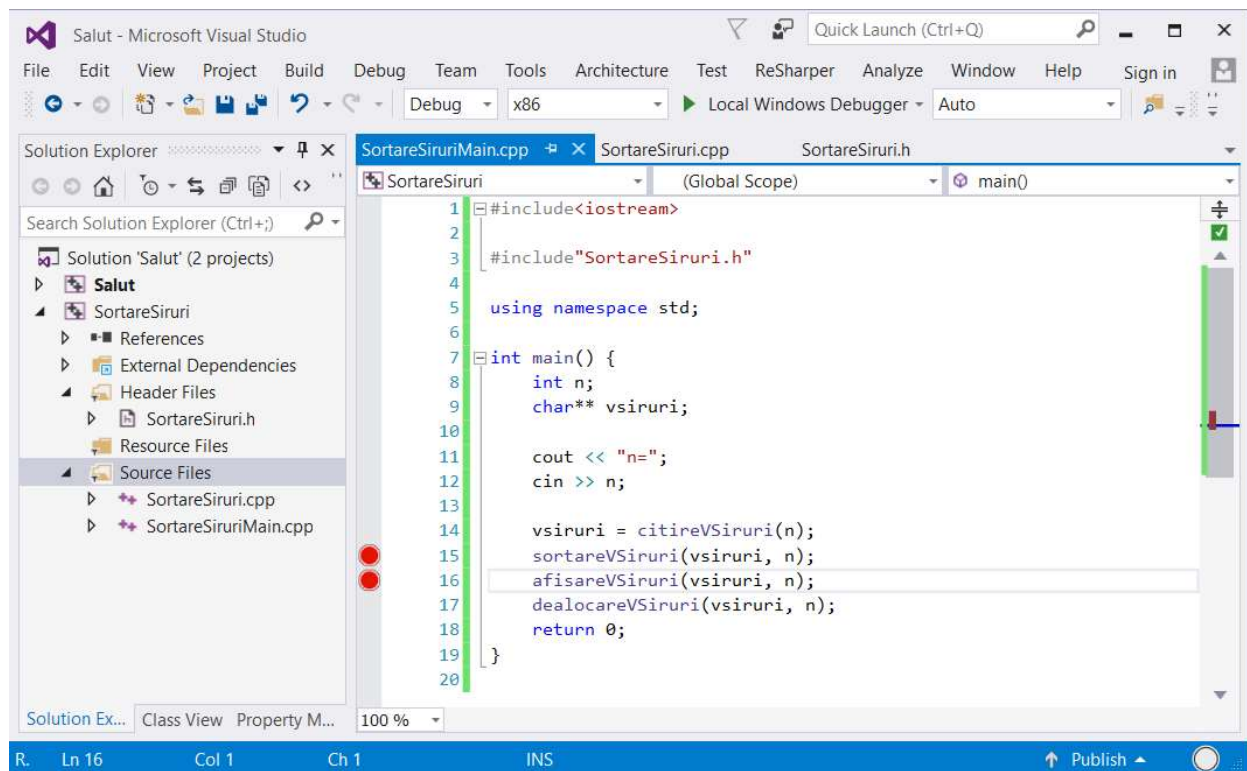 Salut - Microsoft Visual Studio
Quick Launch (Ctrl+Q)
File Edit View Project Build Debug Team Tools Architecture Test ReSharper Analyze Window Help Sign in
Debug x86 Local Windows Debugger Auto
Solution Explorer
SortareSiruriMain.cpp SortareSiruri.cpp SortareSiruri.h
SortareSiruri (Global Scope) main()
Search Solution Explorer (Ctrl+;)
Solution 'Salut' (2 projects)
Salut
SortareSiruri
References
External Dependencies
Header Files
SortareSiruri.h
Resource Files
Source Files
SortareSiruri.cpp
SortareSiruriMain.cpp
1 #include<iostream>
2
3 #include"SortareSiruri.h"
4
5 using namespace std;
6
7 int main() {
8 int n;
9 char** vsiruri;
10
11 cout << "n=";
12 cin >> n;
13
14 vsiruri = citireVSiruri(n);
15 sortareVSiruri(vsiruri, n);
16 afisareVSiruri(vsiruri, n);
17 dealocareVSiruri(vsiruri, n);
18 return 0;
19 }
20
Solution Ex... Class View Property M...
100 %
R. Ln 16 Col 1 Ch 1 INS Publish